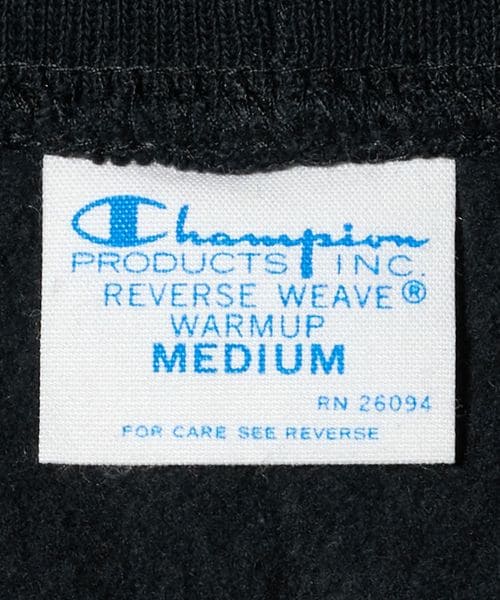 Champion
PRODUCTS INC.
REVERSE WEAVE®
WARMUP
MEDIUM
RN 26094
FOR CARE SEE REVERSE